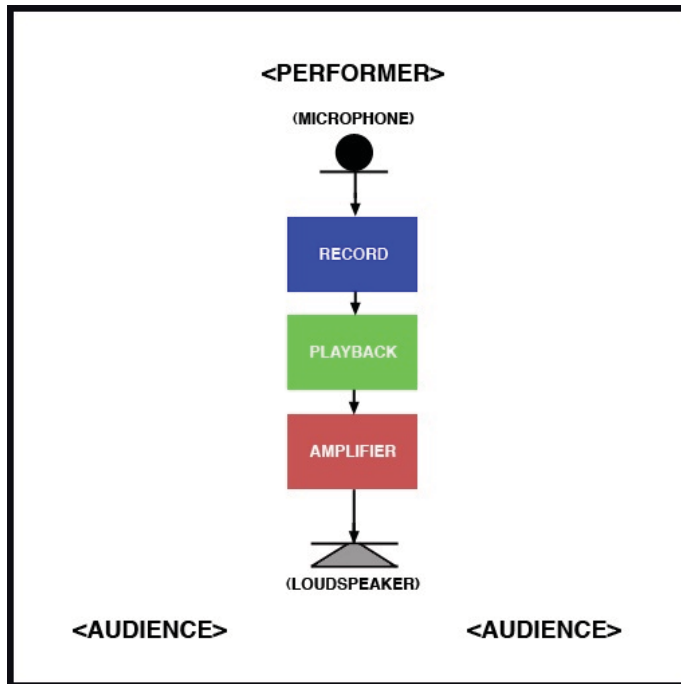 <PERFORMER>
(MICROPHONE)
RECORD
PLAYBACK
AMPLIFIER
(LOUDSPEAKER)
<AUDIENCE> <AUDIENCE>